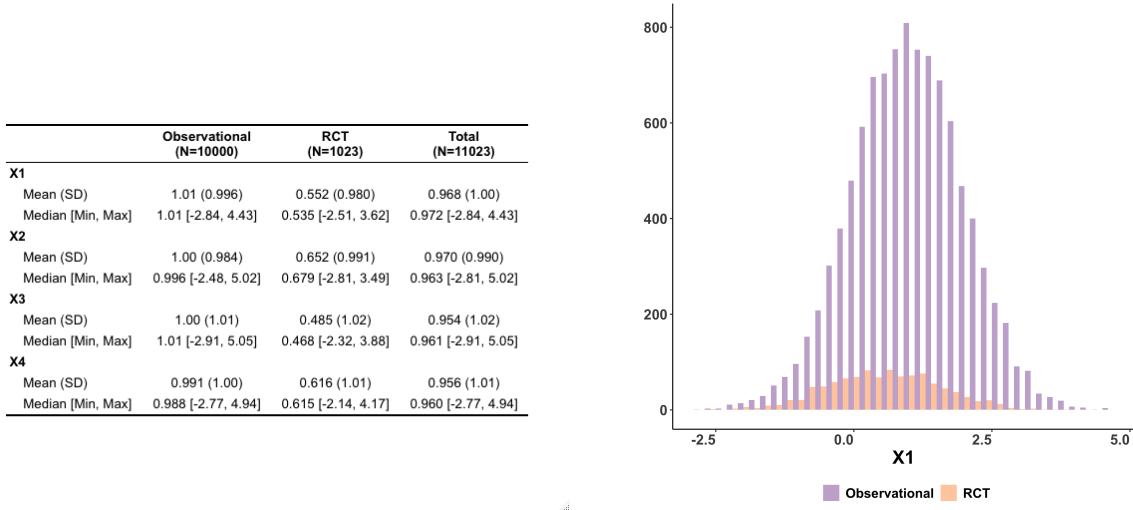 Observational RCT Total
(N=10000) (N=1023) (N=11023)
X1
Mean (SD) 1.01 (0.996) 0.552 (0.980) 0.968 (1.00)
Median [Min, Max] 1.01 [-2.84, 4.43] 0.535 [-2.51, 3.62] 0.972 [-2.84, 4.43]
X2
Mean (SD) 1.00 (0.984) 0.652 (0.991) 0.970 (0.990)
Median [Min, Max] 0.996 [-2.48, 5.02] 0.679 [-2.81, 3.49] 0.963 [-2.81, 5.02]
X3
Mean (SD) 1.00 (1.01) 0.485 (1.02) 0.954 (1.02)
Median [Min, Max] 1.01 [-2.91, 5.05] 0.468 [-2.32, 3.88] 0.961 [-2.91, 5.05]
X4
Mean (SD) 0.991 (1.00) 0.616 (1.01) 0.956 (1.01)
Median [Min, Max] 0.988 [-2.77, 4.94] 0.615 [-2.14, 4.17] 0.960 [-2.77, 4.94]
800
600
400
200
0
-2.5 0.0 2.5 5.0
X1
Observational RCT